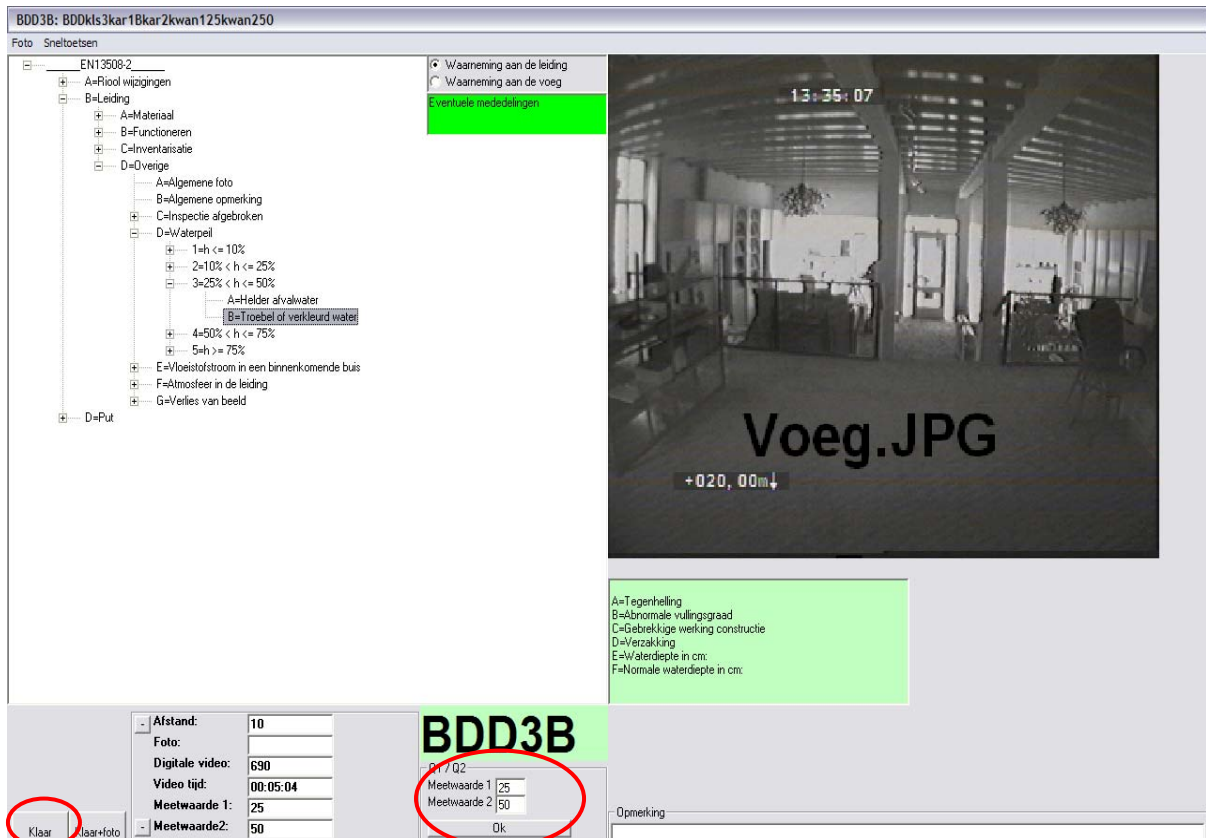 BDD3B: BDDkls3kar1Bkar2kwan125kwan250
Foto Sneltoetsen
_____EN13508-2_____
A=Riool wijzigingen
B=Leiding
A=Materiaal
B=Functioneren
C=Inventarisatie
D=Overige
A=Algemene foto
B=Algemene opmerking
C=Inspectie afgebroken
D=Waterpeil
1=h <= 10%
2=10% < h <= 25%
3=25% < h <= 50%
A=Helder afvalwater
B=Troebel of verkleurd water
4=50% < h <= 75%
5=h >= 75%
E=Vloeistofstroom in een binnenkomende buis
F=Atmosfeer in de leiding
G=Verlies van beeld
D=Put
Waarneming aan de leiding
Waarneming aan de voeg
Eventuele mededelingen
13:35:07
Voeg.JPG
+020,00m↓
A=Tegenhelling
B=Abnormale vullingsgraad
C=Gebrekkige werking constructie
D=Verzakking
E=Waterdiepte in cm:
F=Normale waterdiepte in cm:
- Afstand: 10
Foto:
Digitale video: 690
Video tijd: 00:05:04
Meetwaarde 1: 25
- Meetwaarde2: 50
Klaar Klaar+foto
BDD3B
Q1 / Q2
Meetwaarde 1 25
Meetwaarde 2 50
Ok
Opmerking